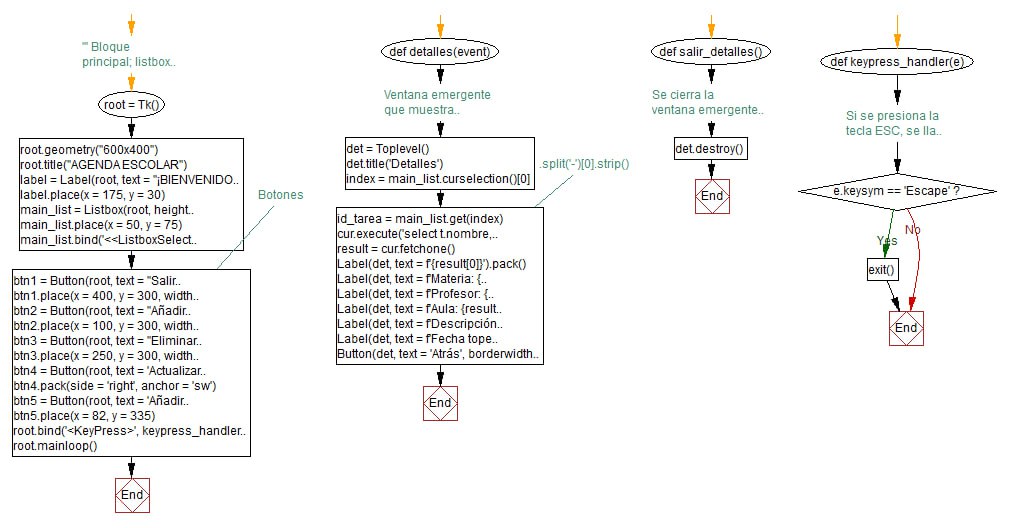 ''' Bloque
principal; listbox..
root = Tk()
root.geometry("600x400")
root.title("AGENDA ESCOLAR")
label = Label(root, text = "¡BIENVENIDO..
label.place(x = 175, y = 30)
main_list = Listbox(root, height..
main_list.place(x = 50, y = 75)
main_list.bind('<<ListboxSelect..
Botones
btn1 = Button(root, text = "Salir..
btn1.place(x = 400, y = 300, width..
btn2 = Button(root, text = "Añadir..
btn2.place(x = 100, y = 300, width..
btn3 = Button(root, text = "Eliminar..
btn3.place(x = 250, y = 300, width..
btn4 = Button(root, text = 'Actualizar..
btn4.pack(side = 'right', anchor = 'sw')
btn5 = Button(root, text = 'Añadir..
btn5.place(x = 82, y = 335)
root.bind('<KeyPress>', keypress_handler..
root.mainloop()
End
def detalles(event)
Ventana emergente
que muestra..
det = Toplevel()
det.title('Detalles')
index = main_list.curselection()[0]
.split('-')[0].strip()
id_tarea = main_list.get(index)
cur.execute('select t.nombre,..
result = cur.fetchone()
Label(det, text = f'{result[0]}').pack()
Label(det, text = f'Materia: {..
Label(det, text = f'Profesor: {..
Label(det, text = f'Aula: {result..
Label(det, text = f'Descripción..
Label(det, text = f'Fecha tope..
Button(det, text = 'Atrás', borderwidth..
End
def salir_detalles()
Se cierra la
ventana emergente..
det.destroy()
End
def keypress_handler(e)
Si se presiona la
tecla ESC, se lla..
e.keysym == 'Escape' ?
No
Yes
exit()
End